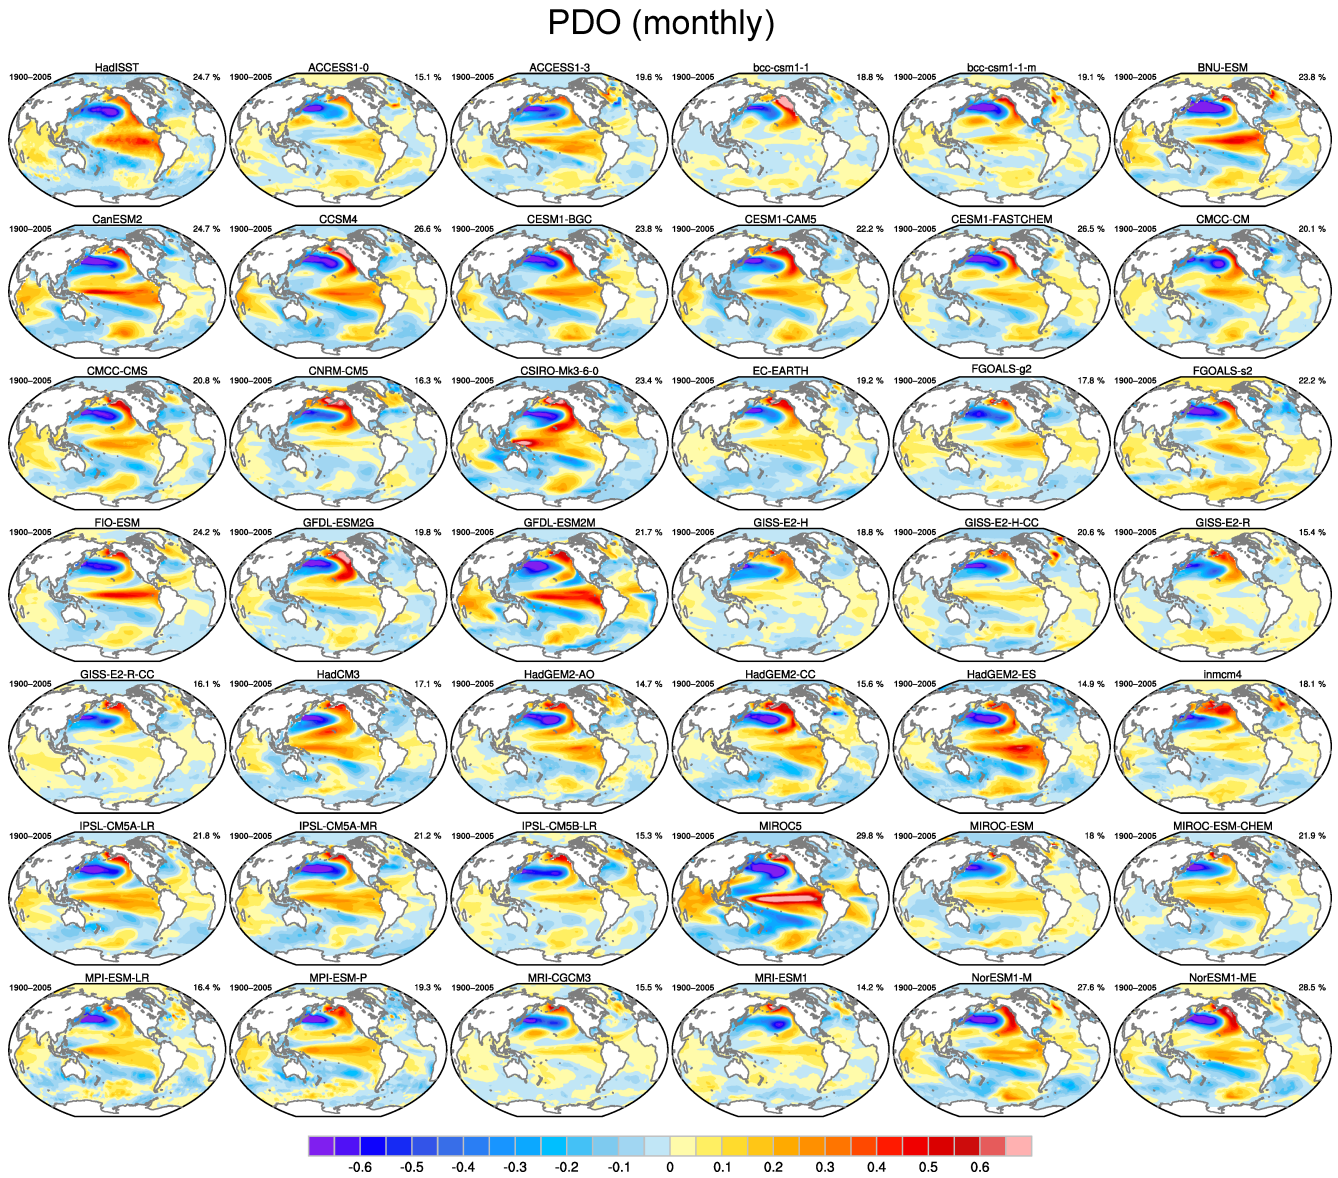 PDO (monthly)
HadISST ACCESS1-0 ACCESS1-3 bcc-csm1-1 bcc-csm1-1-m BNU-ESM
1900–2005 24.7 % 1900–2005 15.1 % 1900–2005 19.6 % 1900–2005 18.8 % 1900–2005 19.1 % 1900–2005 23.8 %
CanESM2 CCSM4 CESM1-BGC CESM1-CAM5 CESM1-FASTCHEM CMCC-CM
1900–2005 24.7 % 1900–2005 26.6 % 1900–2005 23.8 % 1900–2005 22.2 % 1900–2005 26.5 % 1900–2005 20.1 %
CMCC-CMS CNRM-CM5 CSIRO-Mk3-6-0 EC-EARTH FGOALS-g2 FGOALS-s2
1900–2005 20.8 % 1900–2005 16.3 % 1900–2005 23.4 % 1900–2005 19.2 % 1900–2005 17.8 % 1900–2005 22.2 %
FIO-ESM GFDL-ESM2G GFDL-ESM2M GISS-E2-H GISS-E2-H-CC GISS-E2-R
1900–2005 24.2 % 1900–2005 19.8 % 1900–2005 21.7 % 1900–2005 18.8 % 1900–2005 20.6 % 1900–2005 15.4 %
GISS-E2-R-CC HadCM3 HadGEM2-AO HadGEM2-CC HadGEM2-ES inmcm4
1900–2005 16.1 % 1900–2005 17.1 % 1900–2005 14.7 % 1900–2005 15.6 % 1900–2005 14.9 % 1900–2005 18.1 %
IPSL-CM5A-LR IPSL-CM5A-MR IPSL-CM5B-LR MIROC5 MIROC-ESM MIROC-ESM-CHEM
1900–2005 21.8 % 1900–2005 21.2 % 1900–2005 15.3 % 1900–2005 29.8 % 1900–2005 18 % 1900–2005 21.9 %
MPI-ESM-LR MPI-ESM-P MRI-CGCM3 MRI-ESM1 NorESM1-M NorESM1-ME
1900–2005 16.4 % 1900–2005 19.3 % 1900–2005 15.5 % 1900–2005 14.2 % 1900–2005 27.6 % 1900–2005 28.5 %
-0.6 -0.5 -0.4 -0.3 -0.2 -0.1 0 0.1 0.2 0.3 0.4 0.5 0.6